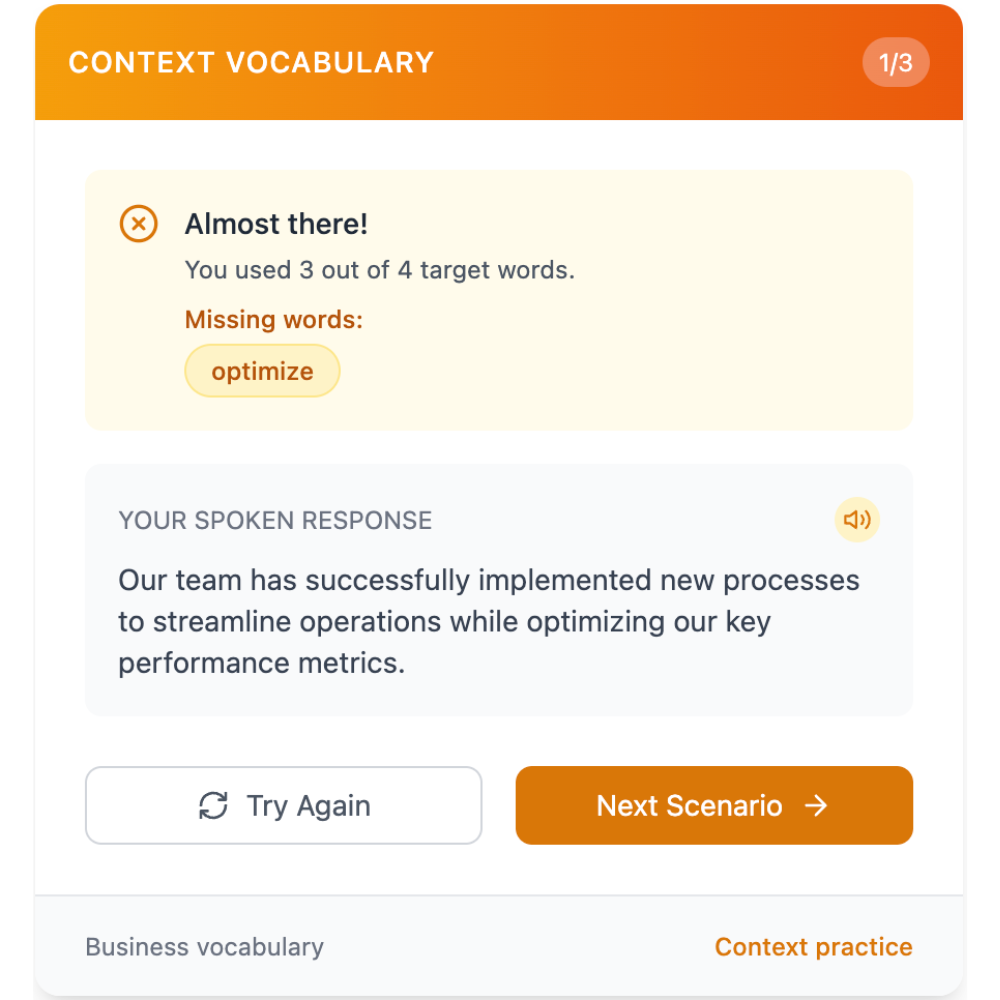 CONTEXT VOCABULARY
1/3
Almost there!
You used 3 out of 4 target words.
Missing words:
optimize
YOUR SPOKEN RESPONSE
Our team has successfully implemented new processes
to streamline operations while optimizing our key
performance metrics.
Try Again
Next Scenario →
Business vocabulary
Context practice